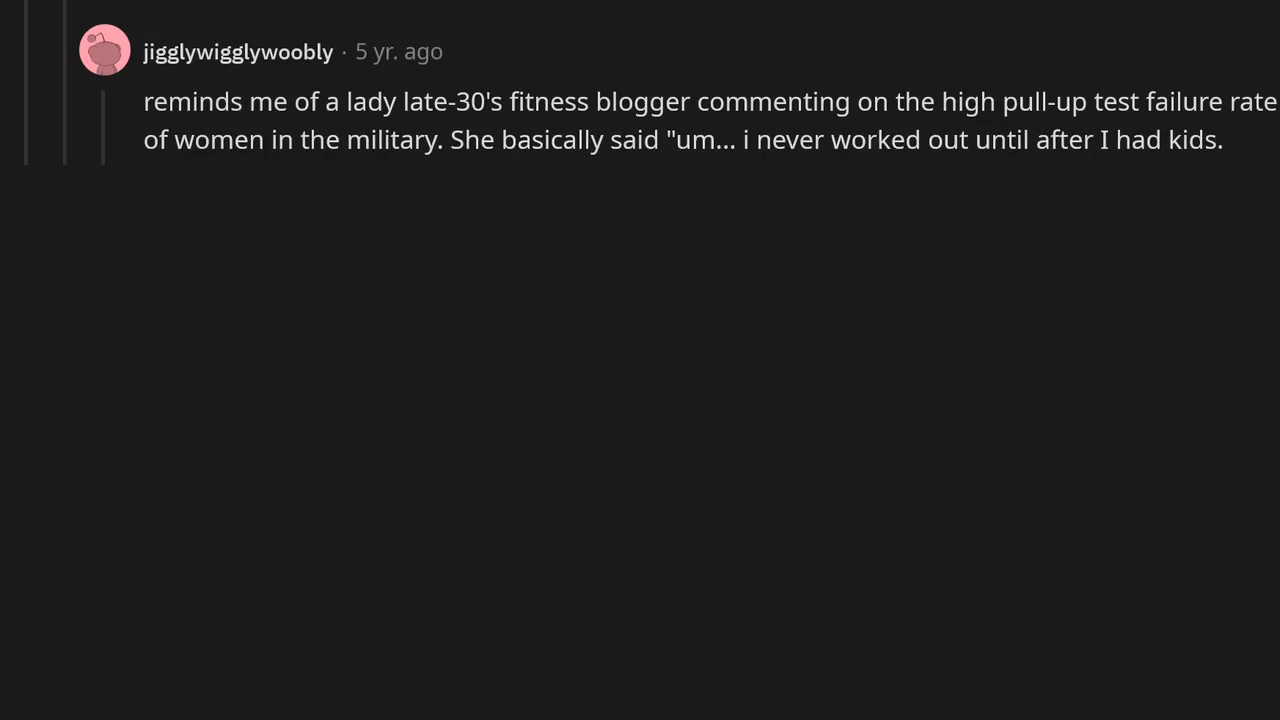 jigglywigglywoobly · 5 yr. ago
reminds me of a lady late-30's fitness blogger commenting on the high pull-up test failure rate
of women in the military. She basically said "um... i never worked out until after I had kids.